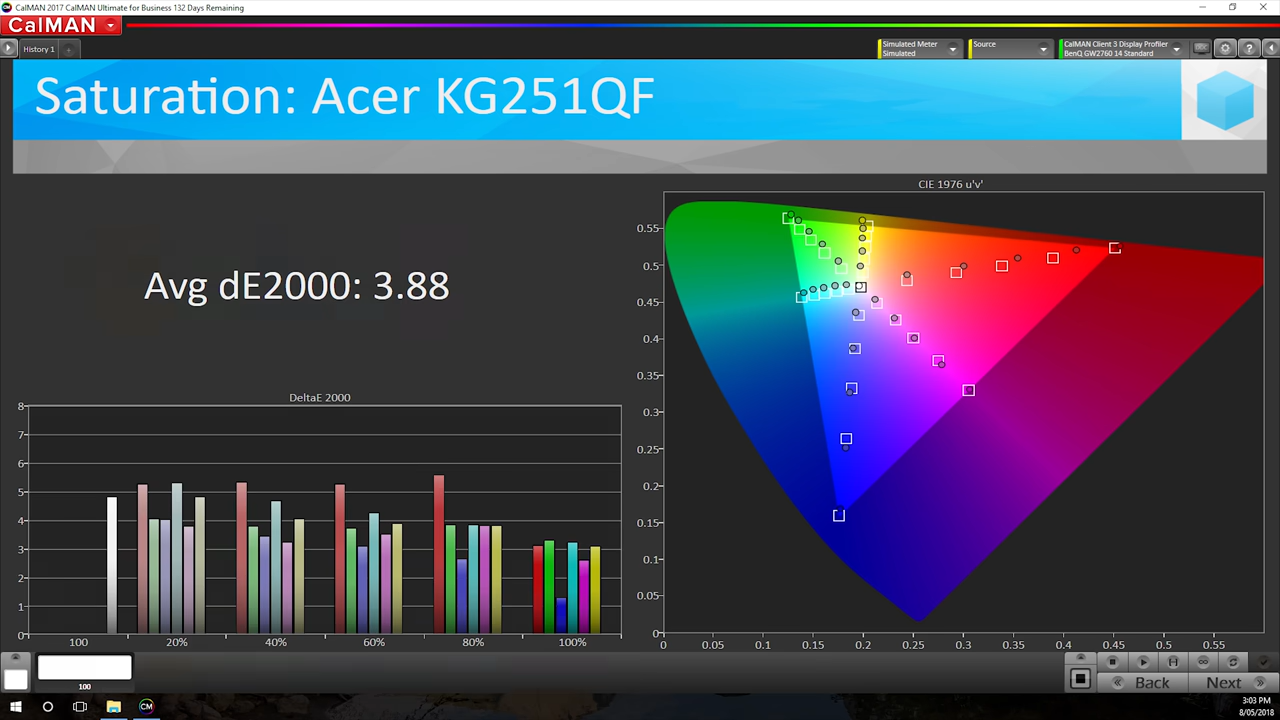 CalMAN 2017 CalMAN Ultimate for Business 132 Days Remaining
CalMAN
History 1
Simulated Meter
Simulated
Source
CalMAN Client 3 Display Profiler
BenQ GW2760 14 Standard
Saturation: Acer KG251QF
Avg dE2000: 3.88
CIE 1976 u'v'
0.55
0.5
0.45
0.4
0.35
0.3
0.25
0.2
0.15
0.1
0.05
0
0 0.05 0.1 0.15 0.2 0.25 0.3 0.35 0.4 0.45 0.5 0.55
DeltaE 2000
8
7
6
5
4
3
2
1
0
100 20% 40% 60% 80% 100%
100
Back
Next
CM
3:03 PM
8/05/2018